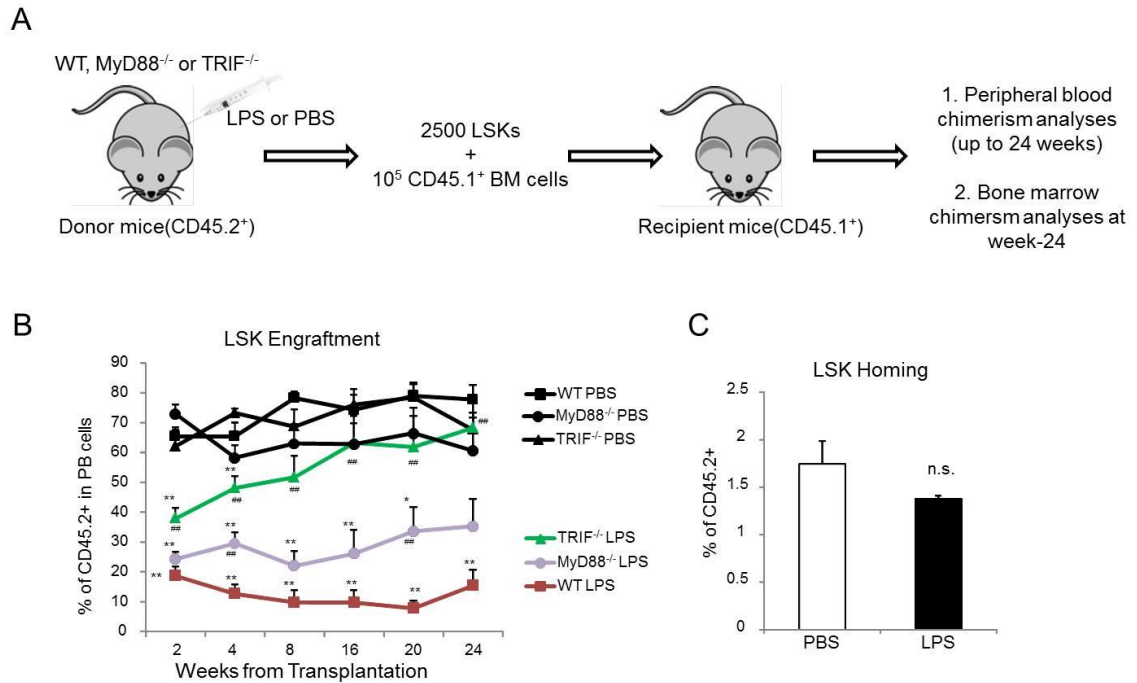 A
WT, MyD88-/- or TRIF-/-
LPS or PBS
Donor mice(CD45.2+)
2500 LSKs
+
10⁵ CD45.1+ BM cells
Recipient mice(CD45.1+)
1. Peripheral blood
chimerism analyses
(up to 24 weeks)
2. Bone marrow
chimersm analyses at
week-24
B
LSK Engraftment
% of CD45.2+ in PB cells
90
80
70
60
50
40
30
20
10
0
2 4 8 16 20 24
Weeks from Transplantation
WT PBS
MyD88-/- PBS
TRIF-/- PBS
TRIF-/- LPS
MyD88-/- LPS
WT LPS
** ** ##
## ## ## ## ##
** ** ** ** *
## ##
** ** ** ** ** **
C
LSK Homing
% of CD45.2+
2.5
2
1.5
1
0.5
0
n.s.
PBS LPS